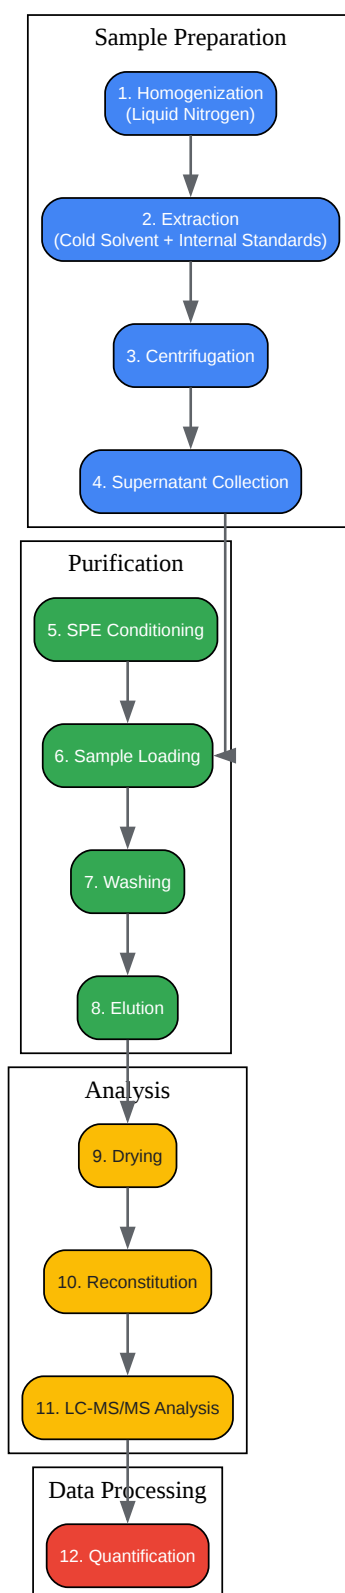 Sample Preparation
1. Homogenization
(Liquid Nitrogen)
2. Extraction
(Cold Solvent + Internal Standards)
3. Centrifugation
4. Supernatant Collection
Purification
5. SPE Conditioning
6. Sample Loading
7. Washing
8. Elution
Analysis
9. Drying
10. Reconstitution
11. LC-MS/MS Analysis
Data Processing
12. Quantification